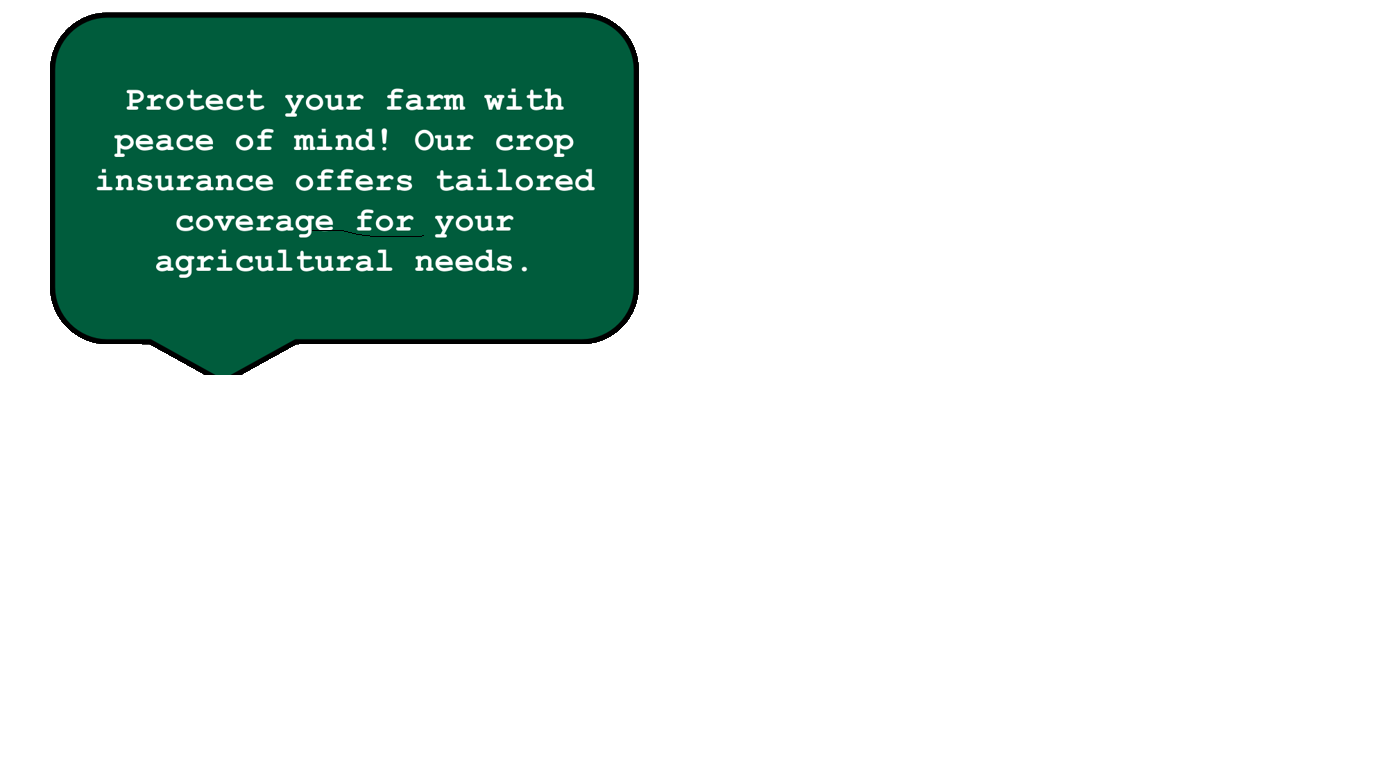 Protect your farm with
peace of mind! Our crop
insurance offers tailored
coverage for your
agricultural needs.